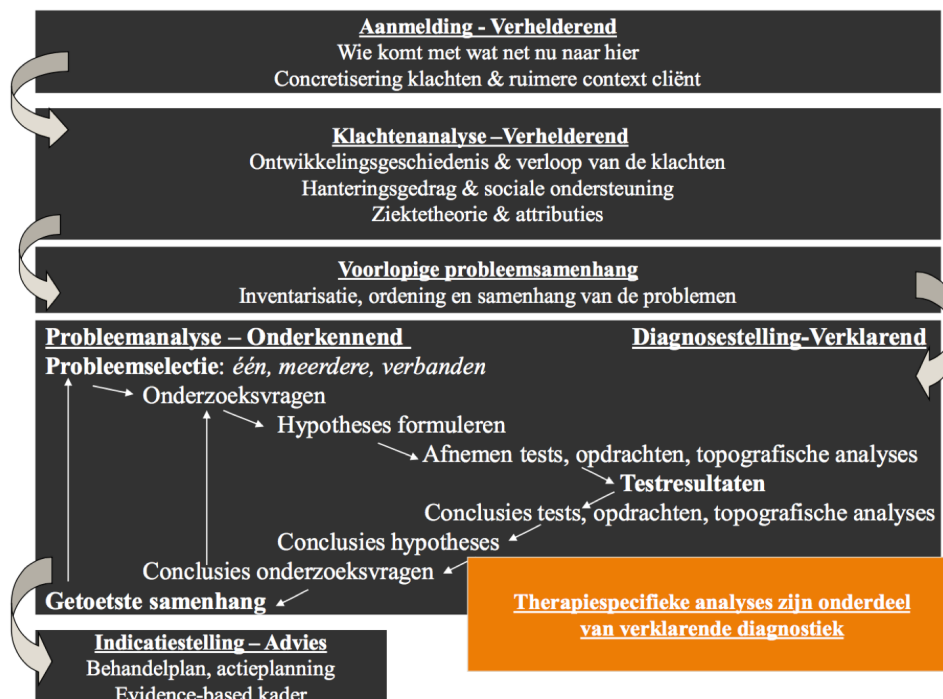 Aanmelding - Verhelderend
Wie komt met wat net nu naar hier
Concretisering klachten & ruimere context cliënt
Klachtenanalyse –Verhelderend
Ontwikkelingsgeschiedenis & verloop van de klachten
Hanteringsgedrag & sociale ondersteuning
Ziektetheorie & attributies
Voorlopige probleemsamenhang
Inventarisatie, ordening en samenhang van de problemen
Probleemanalyse – Onderkennend
Diagnosestelling-Verklarend
Probleemselectie: één, meerdere, verbanden
Onderzoeksvragen
Hypotheses formuleren
Afnemen tests, opdrachten, topografische analyses
Testresultaten
Conclusies tests, opdrachten, topografische analyses
Conclusies hypotheses
Conclusies onderzoeksvragen
Getoetste samenhang
Therapiespecifieke analyses zijn onderdeel
van verklarende diagnostiek
Indicatiestelling – Advies
Behandelplan, actieplanning
Evidence-based kader